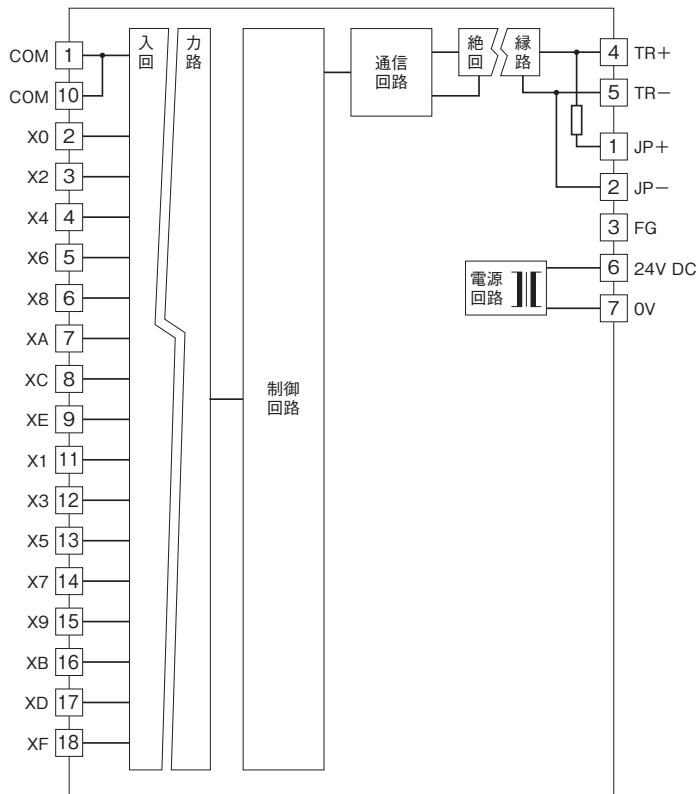 COM 1
COM 10
X0 2
X2 3
X4 4
X6 5
X8 6
XA 7
XC 8
XE 9
X1 11
X3 12
X5 13
X7 14
X9 15
XB 16
XD 17
XF 18
入力
回路
制御
回路
通信
回路
絶縁
回路
電源
回路
4 TR+
5 TR−
1 JP+
2 JP−
3 FG
6 24V DC
7 0V